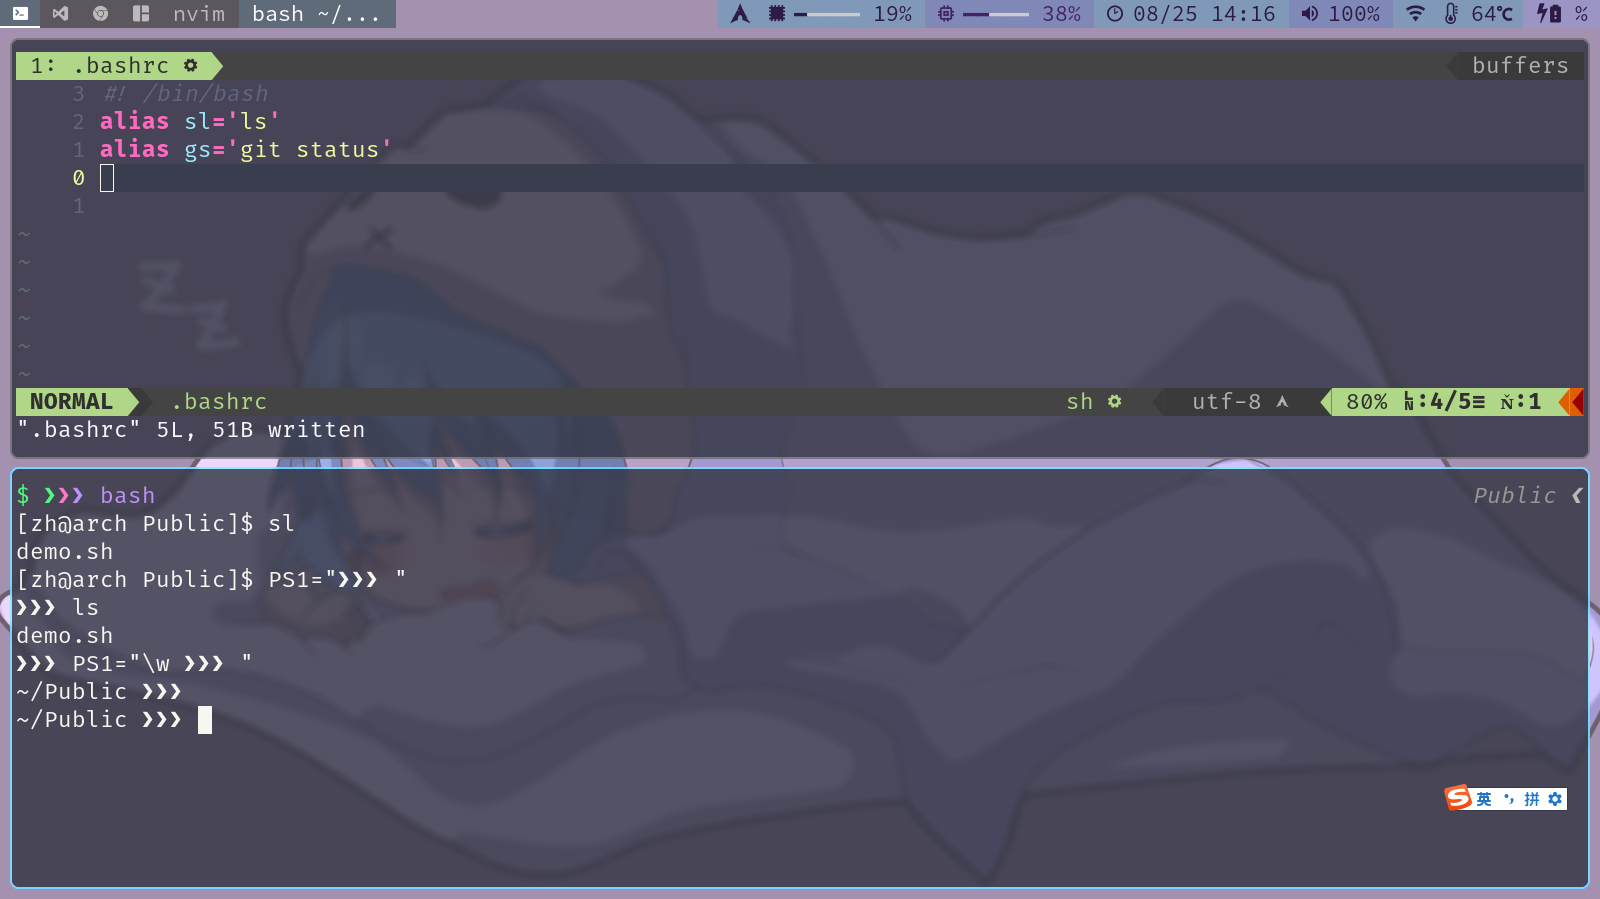 nvim bash ~/... 19% 38% 08/25 14:16 100% 64℃ %
1: .bashrc buffers
3 #! /bin/bash
2 alias sl='ls'
1 alias gs='git status'
0
1
~
~
~
~
~
~
zz
NORMAL .bashrc sh utf-8 80% LN:4/5≡ Ň:1
".bashrc" 5L, 51B written
$ ❯❯❯ bash Public ❮
[zh@arch Public]$ sl
demo.sh
[zh@arch Public]$ PS1="❯❯❯ "
❯❯❯ ls
demo.sh
❯❯❯ PS1="\w ❯❯❯ "
~/Public ❯❯❯
~/Public ❯❯❯
S 英 °, 拼